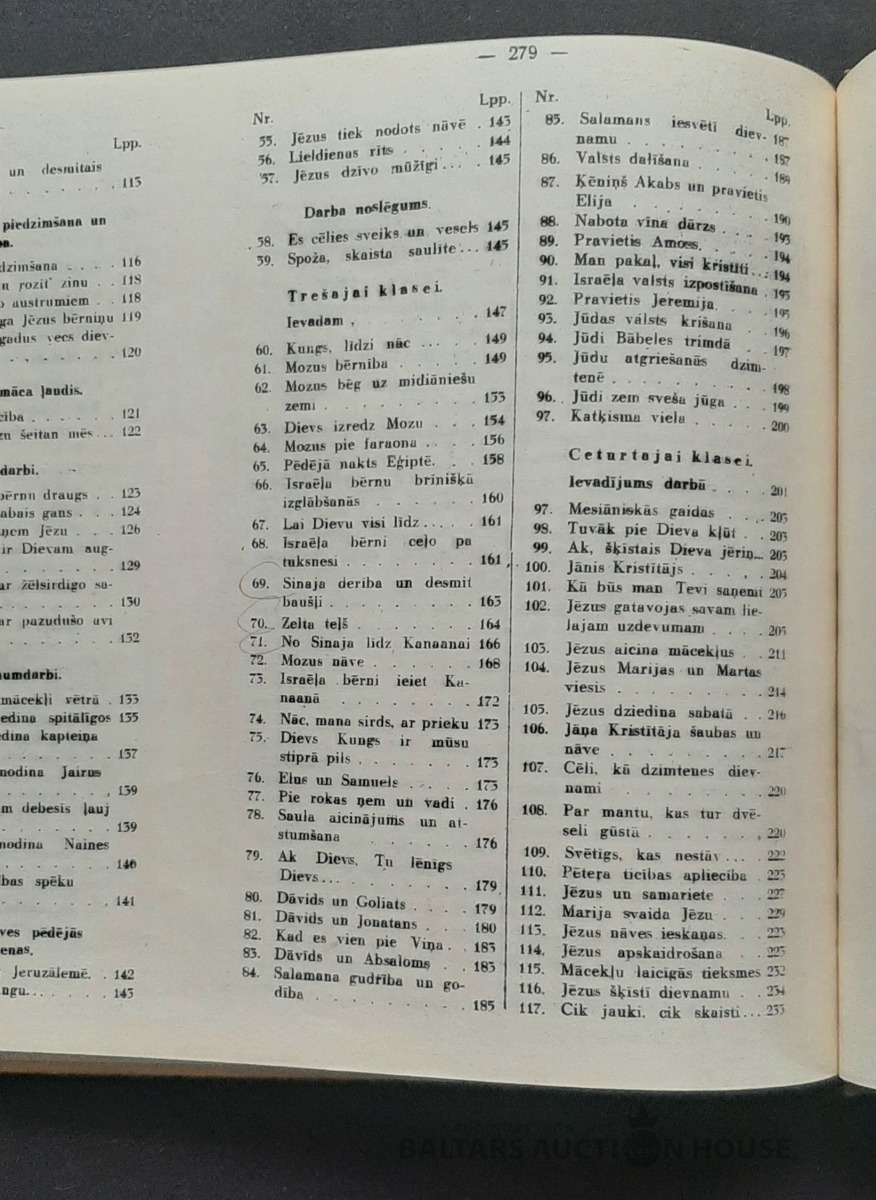 — 279 —
Lpp.
un desmitais
. . . . . . . 115
piedzimšana un
dzimšana . . . . 116
n rozīt zinu . . 118
o austrumiem . . 118
ga Jēzus bērniņu 119
gadus vecs diev-
. . . . . . . 120
māca ļaudis.
cība . . . . . . 121
zn šeitan mēs... 122
darbi.
bērnu draugs . . 123
abais gans . . . 124
ņem Jēzu . . . 126
ir Dievam aug-
. . . . . . . 129
ar žēlsirdīgo sa-
. . . . . . . 130
ar pazudušo avi
. . . . . . . 132
numdarbi.
mācekļi vētrā . 133
edina spitālīgos 135
edina kapteiņa
. . . . . . . 137
modina Jairus
. . . . . . . 139
m debesis ļauj
. . . . . . . 139
modina Naines
. . . . . . . 140
bas spēku
. . . . . . . 141
ves pēdējās
enas.
Jeruzālemē. . 142
ngu... . . . . 143
Nr. Lpp.
55. Jēzus tiek nodots nāvē . 143
56. Lieldienas rīts . . . . . 144
57. Jēzus dzīvo mūžīgi... . 145
Darba noslēgums.
58. Es cēlies sveiks un vesels 145
59. Spoža, skaista saulīte... 145
Trešajai klasei.
Ievadam . . . . . . 147
60. Kungs, līdzi nāc ... . . 149
61. Mozus bērnība . . . . 149
62. Mozus bēg uz midiāniešu
zemi . . . . . . . . 153
63. Dievs izredz Mozu . . . 154
64. Mozus pie faraona . . . . 156
65. Pēdējā nakts Ēģiptē. . . 158
66. Israēļa bērnu brīnišķā
izglābšanās . . . . . 160
67. Lai Dievu visi līdz... . . 161
68. Israēļa bērni ceļo pa
tuksnesi . . . . . . 161
69. Sinaja derība un desmit
baušļi . . . . . . . 163
70. Zelta teļš . . . . . . 164
71. No Sinaja līdz Kanaanai 166
72. Mozus nāve . . . . . . 168
73. Israēļa bērni ieiet Ka-
naanā . . . . . . . 172
74. Nāc, mana sirds, ar prieku 173
75. Dievs Kungs ir mūsu
stiprā pils . . . . . . 173
76. Elus un Samuels . . . . 173
77. Pie rokas ņem un vadi . 176
78. Saula aicinājums un at-
stumšana . . . . . . 176
79. Ak Dievs, Tu lēnīgs
Dievs... . . . . . . 179
80. Dāvids un Goliats . . . . 179
81. Dāvids un Jonatans . . . 180
82. Kad es vien pie Viņa . . 183
83. Dāvīds un Absaloms . . 183
84. Salamana gudrība un go-
dība . . . . . . . . 185
Nr. Lpp.
85. Salamans iesvētī diev-
namu . . . . . . . 187
86. Valsts dalīšana . . . . 187
87. Ķēniņš Akabs un pravietis
Elija . . . . . . . 189
88. Nabota vīna dārzs . . . 190
89. Pravietis Amoss. . . . 193
90. Man pakaļ, visi kristīti... 194
91. Israēļa valsts izpostīšana . 194
92. Pravietis Jeremija. . . . 195
93. Jūdas valsts krišana . . 195
94. Jūdi Bābeles trimdā . . 196
95. Jūdu atgriešanās dzim- 197
tenē . . . . . . . . 198
96. Jūdi zem sveša jūga . . . 199
97. Katķisma viela . . . . . 200
Ceturtajai klasei.
Ievadījums darbā . . . . 201
97. Mesiāniskās gaidas . . . 203
98. Tuvāk pie Dieva kļūt . . 203
99. Ak, šķīstais Dieva jēriņ... 203
100. Jānis Kristītājs . . . . 204
101. Kā būs man Tevi saņemt 205
102. Jēzus gatavojas savam lie-
lajam uzdevumam . . . 205
103. Jēzus aicina mācekļus . 211
104. Jēzus Marijas un Martas
viesis . . . . . . . . 214
105. Jēzus dziedina sabatā . . 216
106. Jāņa Kristītāja šaubas un
nāve . . . . . . . . 217
107. Cēli, kā dzimtenes diev-
nami . . . . . . . . 220
108. Par mantu, kas tur dvē-
seli gūstā . . . . . . 220
109. Svētīgs, kas nestāv... . 222
110. Pētera ticības apliecība . 225
111. Jēzus un samariete . . . 227
112. Marija svaida Jēzu . . . 229
113. Jēzus nāves ieskaņas. . . 223
114. Jēzus apskaidrošana . . 225
115. Mācekļu laicīgās tieksmes 232
116. Jēzus šķīstī dievnamu . . 234
117. Cik jauki, cik skaisti... 235
BALTARS AUCTION HOUSE